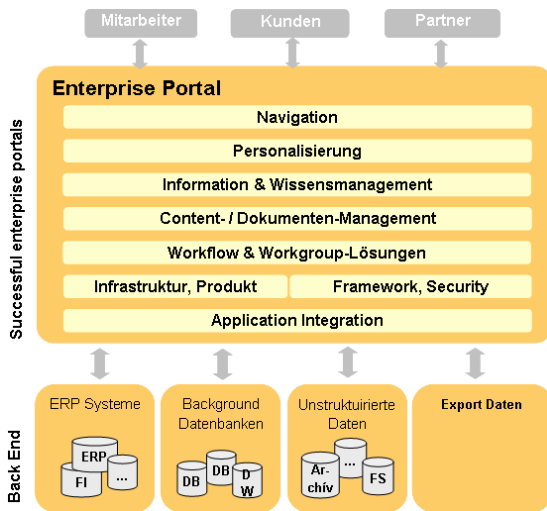 Mitarbeiter
Kunden
Partner
Successful enterprise portals
Enterprise Portal
Navigation
Personalisierung
Information & Wissensmanagement
Content- / Dokumenten-Management
Workflow & Workgroup-Lösungen
Infrastruktur, Produkt
Framework, Security
Application Integration
Back End
ERP Systeme
ERP
FI
...
Background
Datenbanken
DB
DB
D
W
Unstruktuirierte
Daten
Ar-
chív
...
FS
Export Daten